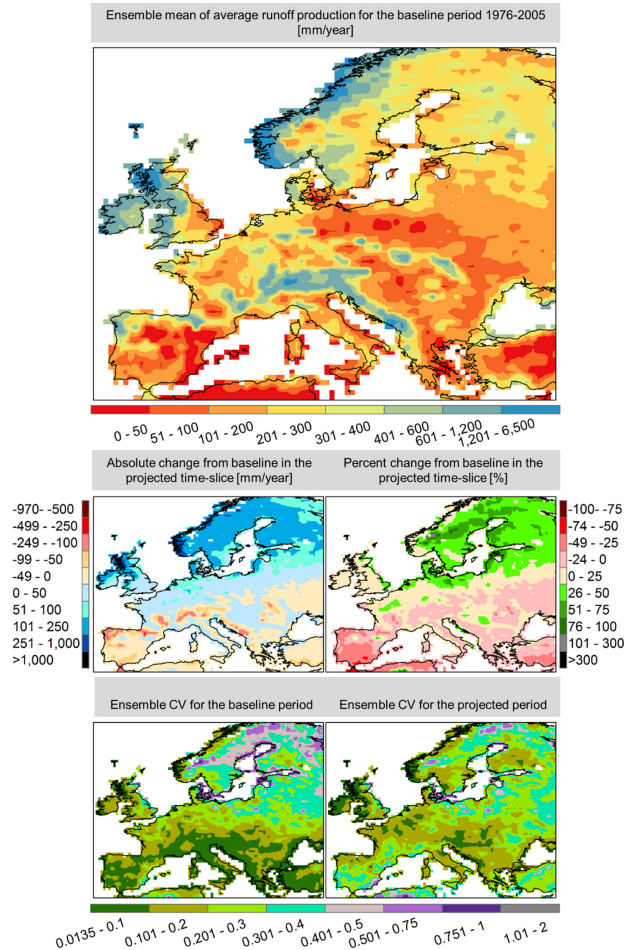 Ensemble mean of average runoff production for the baseline period 1976-2005
[mm/year]
0 - 50
51 - 100
101 - 200
201 - 300
301 - 400
401 - 600
601 - 1,200
1,201 - 6,500
Absolute change from baseline in the
projected time-slice [mm/year]
Percent change from baseline in the
projected time-slice [%]
-970- -500
-499 - -250
-249 - -100
-99 - -50
-49 - 0
0 - 50
51 - 100
101 - 250
251 - 1,000
>1,000
-100- -75
-74 - -50
-49 - -25
-24 - 0
0 - 25
26 - 50
51 - 75
76 - 100
101 - 300
>300
Ensemble CV for the baseline period
Ensemble CV for the projected period
0.0135 - 0.1
0.101 - 0.2
0.201 - 0.3
0.301 - 0.4
0.401 - 0.5
0.501 - 0.75
0.751 - 1
1.01 - 2